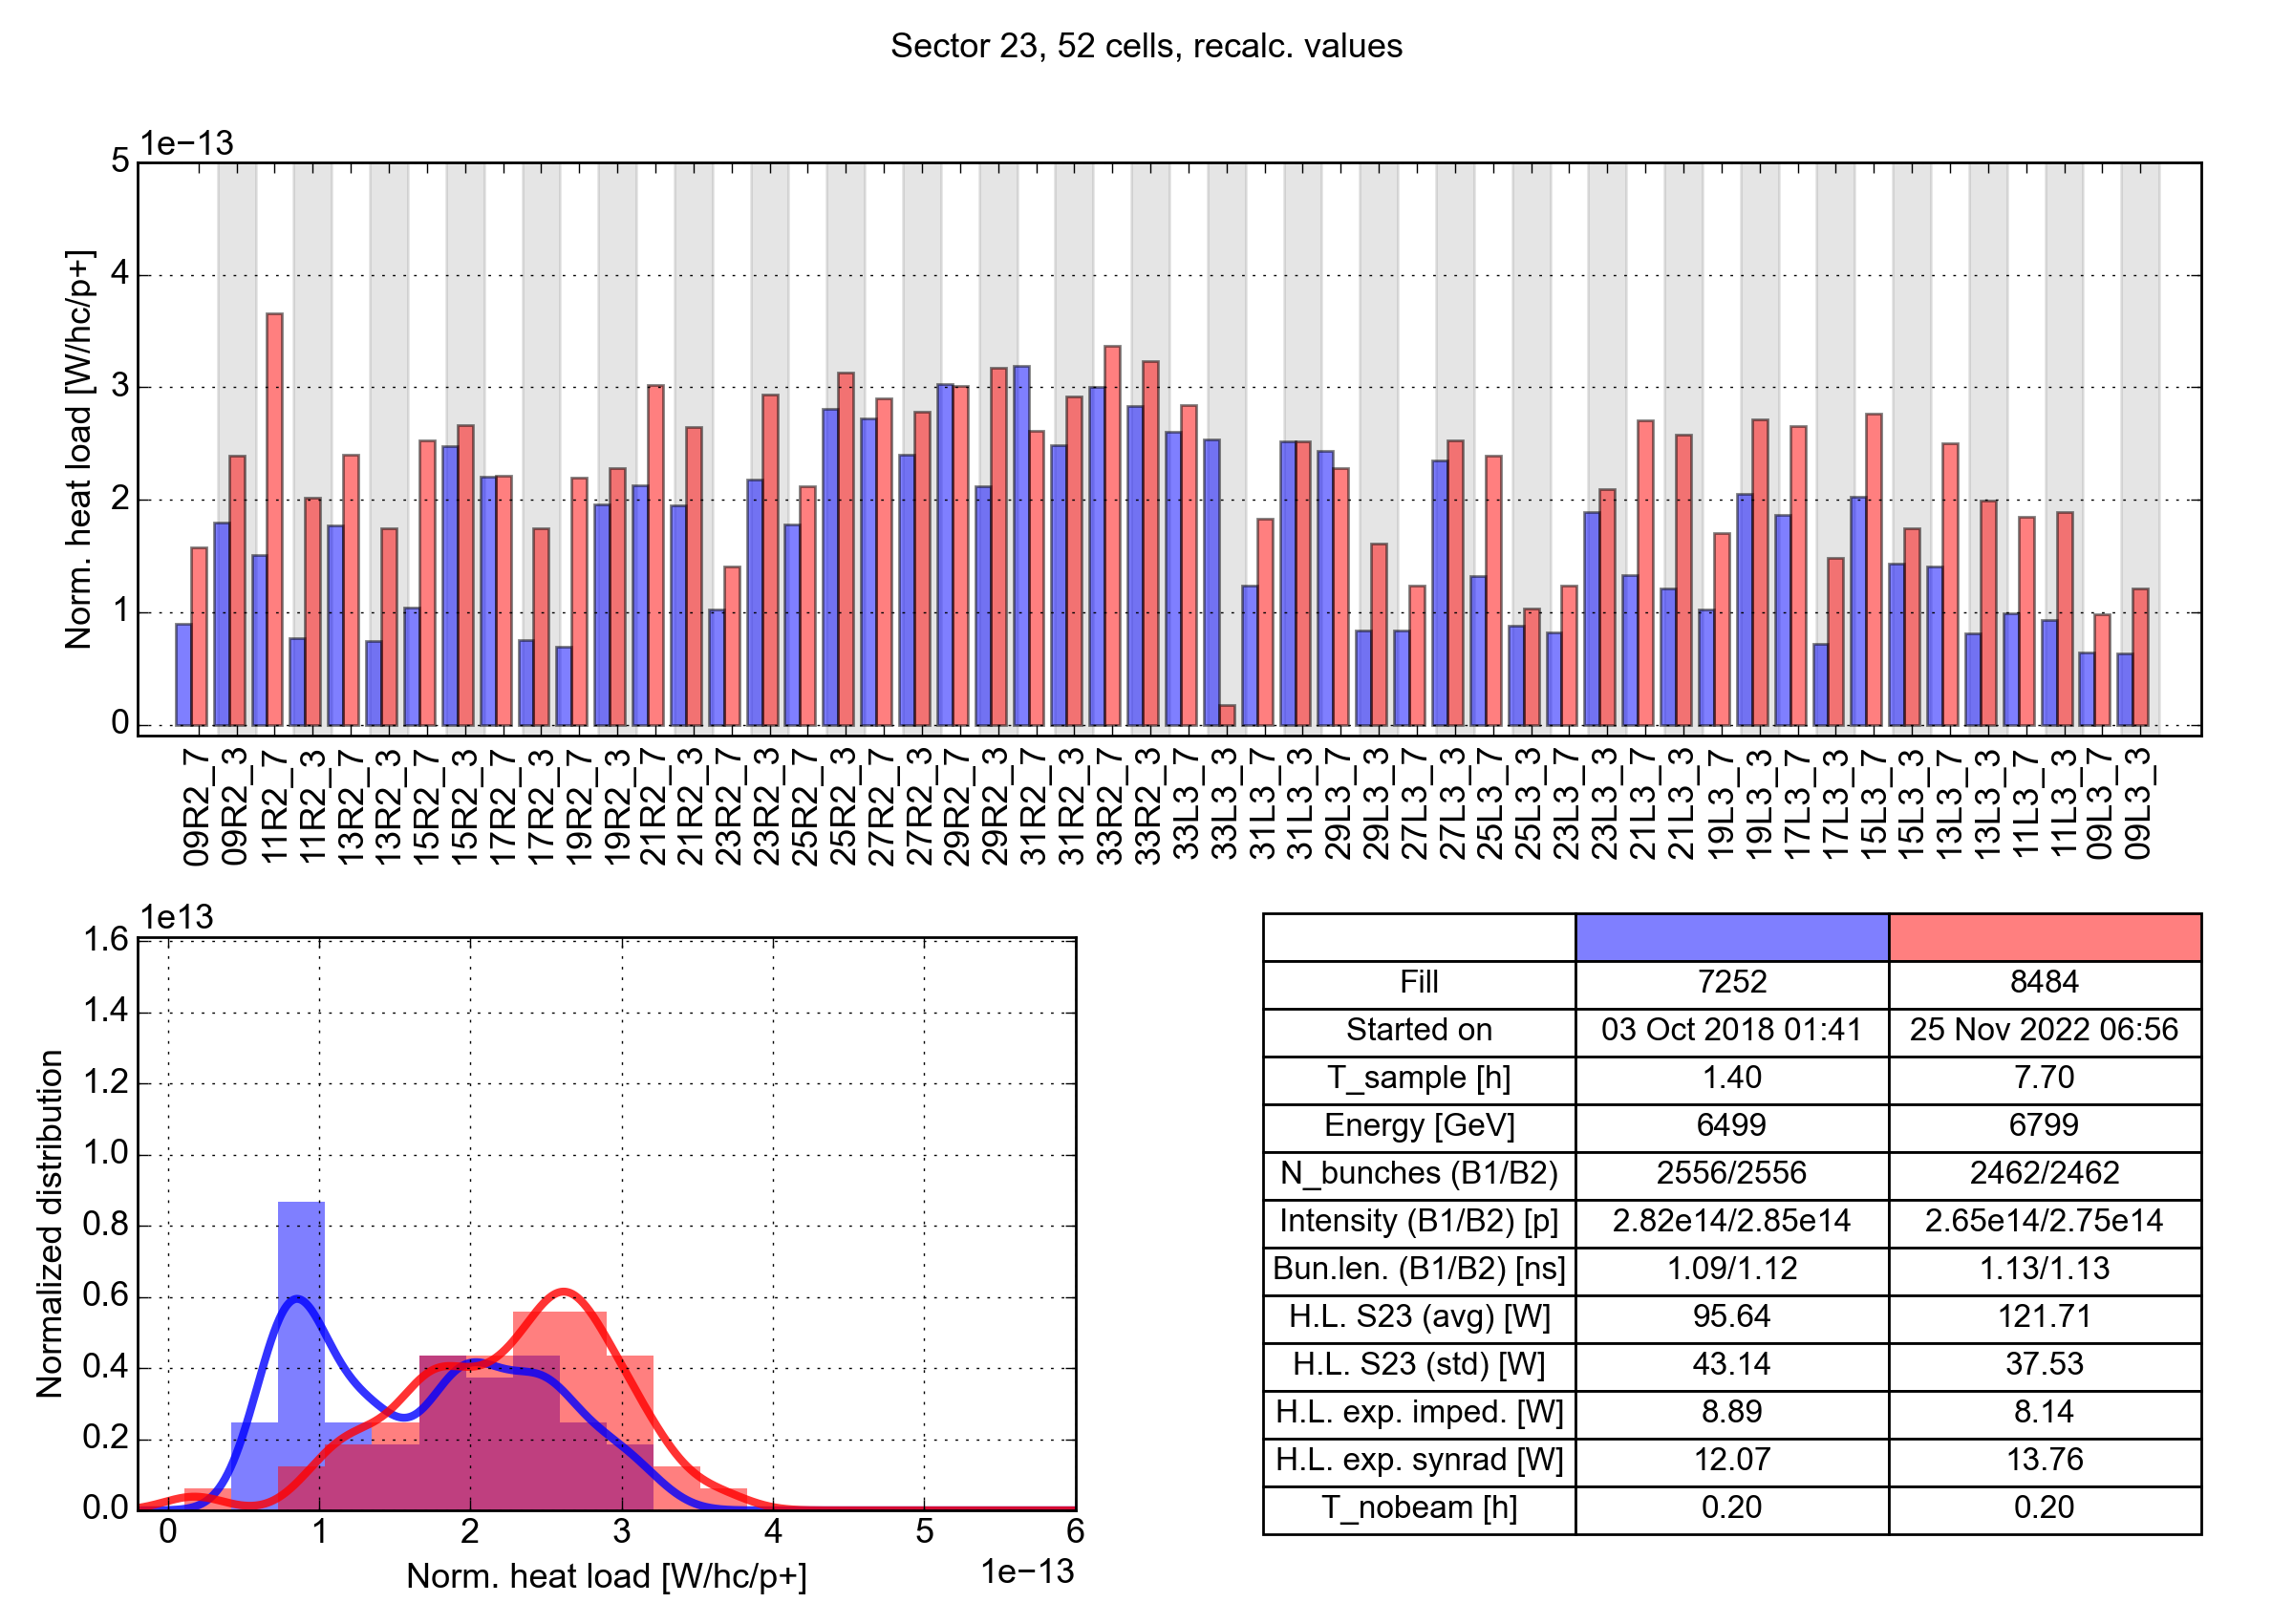 Sector 23, 52 cells, recalc. values
1e−13
5
4
3
2
1
0
Norm. heat load [W/hc/p+]
09R2_7
09R2_3
11R2_7
11R2_3
13R2_7
13R2_3
15R2_7
15R2_3
17R2_7
17R2_3
19R2_7
19R2_3
21R2_7
21R2_3
23R2_7
23R2_3
25R2_7
25R2_3
27R2_7
27R2_3
29R2_7
29R2_3
31R2_7
31R2_3
33R2_7
33R2_3
33L3_7
33L3_3
31L3_7
31L3_3
29L3_7
29L3_3
27L3_7
27L3_3
25L3_7
25L3_3
23L3_7
23L3_3
21L3_7
21L3_3
19L3_7
19L3_3
17L3_7
17L3_3
15L3_7
15L3_3
13L3_7
13L3_3
11L3_7
11L3_3
09L3_7
09L3_3
1e13
1.6
1.4
1.2
1.0
0.8
0.6
0.4
0.2
0.0
Normalized distribution
0 1 2 3 4 5 6
1e−13
Norm. heat load [W/hc/p+]
Fill 7252 8484
Started on 03 Oct 2018 01:41 25 Nov 2022 06:56
T_sample [h] 1.40 7.70
Energy [GeV] 6499 6799
N_bunches (B1/B2) 2556/2556 2462/2462
Intensity (B1/B2) [p] 2.82e14/2.85e14 2.65e14/2.75e14
Bun.len. (B1/B2) [ns] 1.09/1.12 1.13/1.13
H.L. S23 (avg) [W] 95.64 121.71
H.L. S23 (std) [W] 43.14 37.53
H.L. exp. imped. [W] 8.89 8.14
H.L. exp. synrad [W] 12.07 13.76
T_nobeam [h] 0.20 0.20